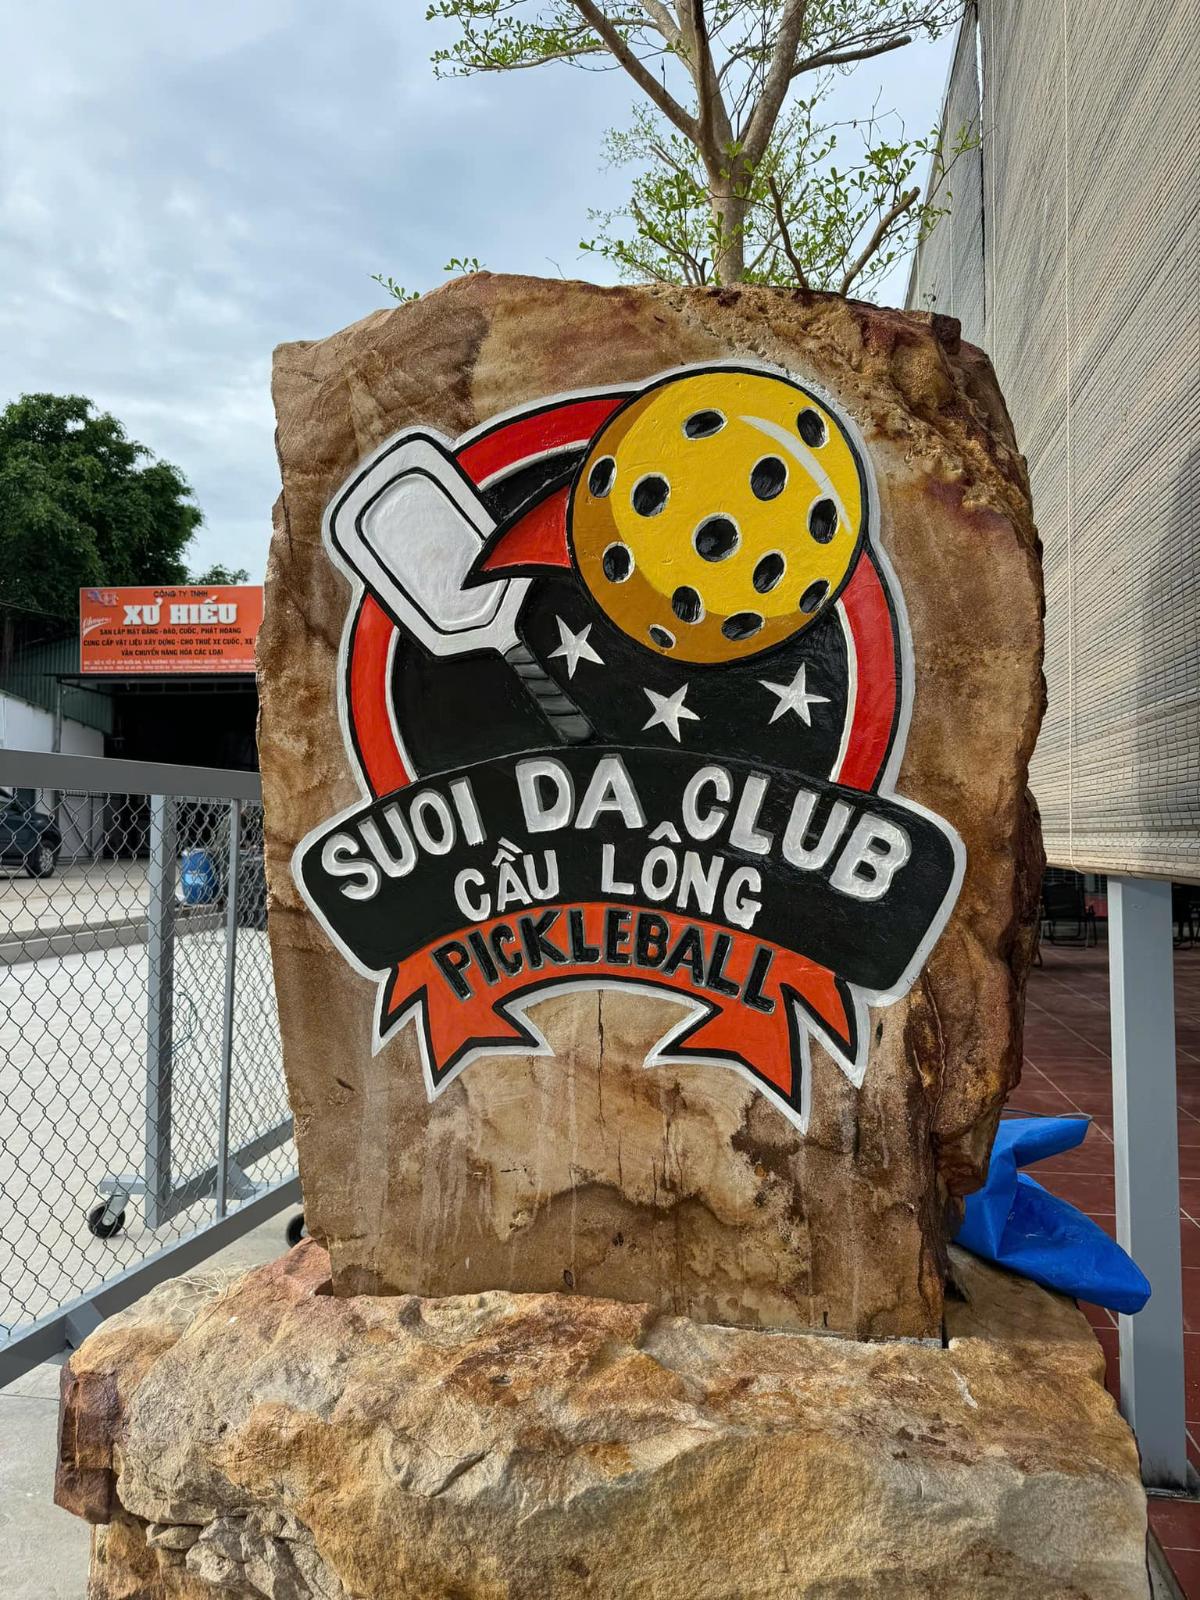 CÔNG TY TNHH
XƯ HIẾU
SAN LẤP MẶT BẰNG - ĐÀO, CUỐC, PHÁT HOANG
CUNG CẤP VẬT LIỆU XÂY DỰNG - CHO THUÊ XE CUỐC, XE
VẬN CHUYỂN HÀNG HÓA CÁC LOẠI
SUOI DA CLUB
CẦU LÔNG
PICKLEBALL